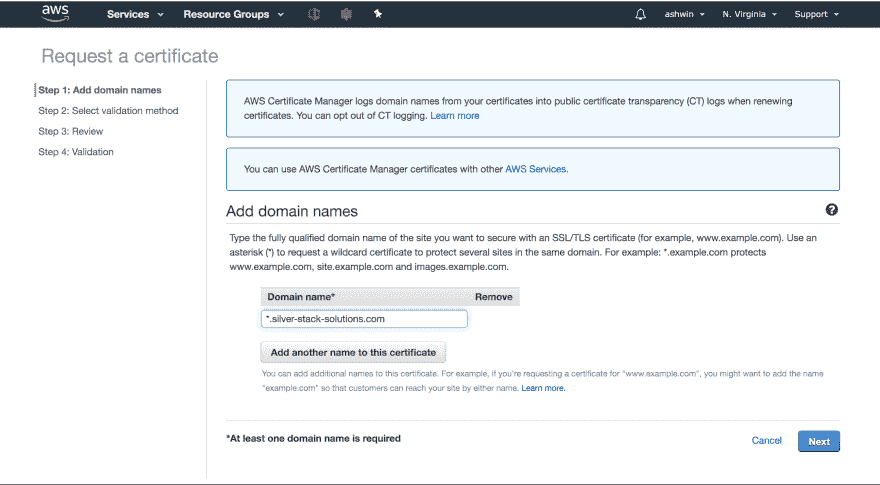 aws Services Resource Groups ashwin N. Virginia Support
Request a certificate
Step 1: Add domain names
Step 2: Select validation method
Step 3: Review
Step 4: Validation
AWS Certificate Manager logs domain names from your certificates into public certificate transparency (CT) logs when renewing
certificates. You can opt out of CT logging. Learn more
You can use AWS Certificate Manager certificates with other AWS Services.
Add domain names
Type the fully qualified domain name of the site you want to secure with an SSL/TLS certificate (for example, www.example.com). Use an
asterisk (*) to request a wildcard certificate to protect several sites in the same domain. For example: *.example.com protects
www.example.com, site.example.com and images.example.com.
Domain name* Remove
*.silver-stack-solutions.com
Add another name to this certificate
You can add additional names to this certificate. For example, if you're requesting a certificate for "www.example.com", you might want to add the name
"example.com" so that customers can reach your site by either name. Learn more.
*At least one domain name is required
Cancel Next